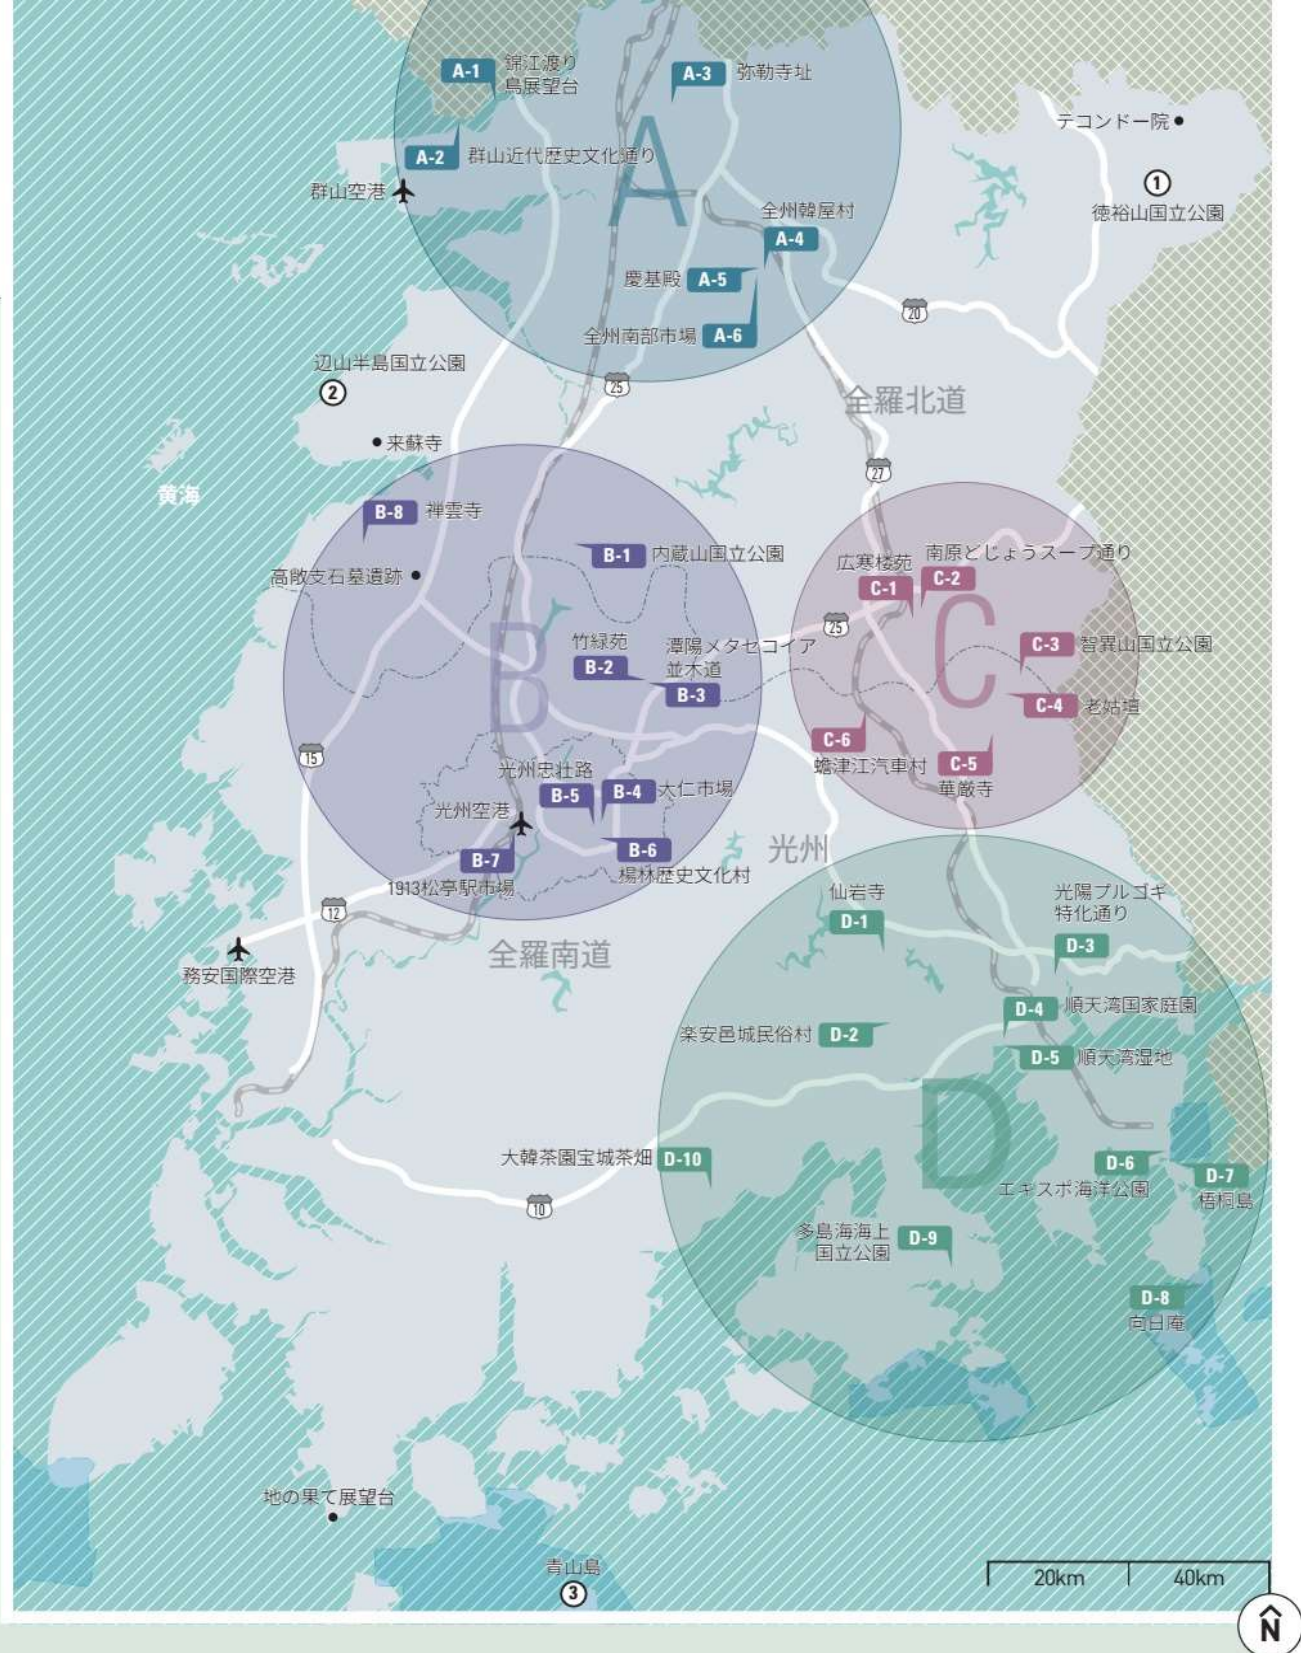 A-1
錦江渡り
鳥展望台
A-3
弥勒寺址
テコンドー院
A-2
群山近代歴史文化通り
A
群山空港
1
徳裕山国立公園
全州韓屋村
A-4
慶基殿
A-5
20
全州南部市場
A-6
辺山半島国立公園
2
25
全羅北道
来蘇寺
27
黄海
B-8
禅雲寺
B-1
内蔵山国立公園
高敞支石墓遺跡
広寒楼苑
C-1
南原どじょうスープ通り
C-2
25
C
C-3
智異山国立公園
B
竹緑苑
B-2
潭陽メタセコイア
並木道
B-3
C-4
老姑壇
C-6
蟾津江汽車村
C-5
華厳寺
15
光州忠壮路
B-5
B-4
大仁市場
光州空港
B-7
1913松亭駅市場
B-6
楊林歴史文化村
光州
12
仙岩寺
D-1
光陽プルゴギ
特化通り
D-3
務安国際空港
全羅南道
D-4
順天湾国家庭園
楽安邑城民俗村
D-2
D-5
順天湾湿地
D
大韓茶園宝城茶畑
D-10
D-6
エキスポ海洋公園
D-7
梧桐島
10
多島海海上
国立公園
D-9
D-8
向日庵
地の果て展望台
青山島
3
20km
40km
N